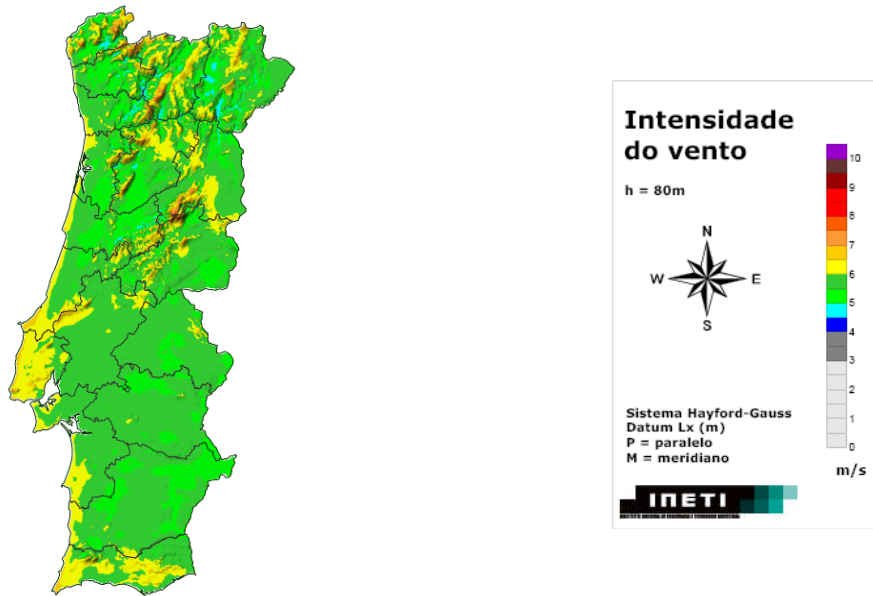 Intensidade
do vento
h = 80m
10
9
8
7
6
5
4
3
2
1
0
m/s
N
W
E
S
Sistema Hayford-Gauss
Datum Lx (m)
P = paralelo
M = meridiano
INETI